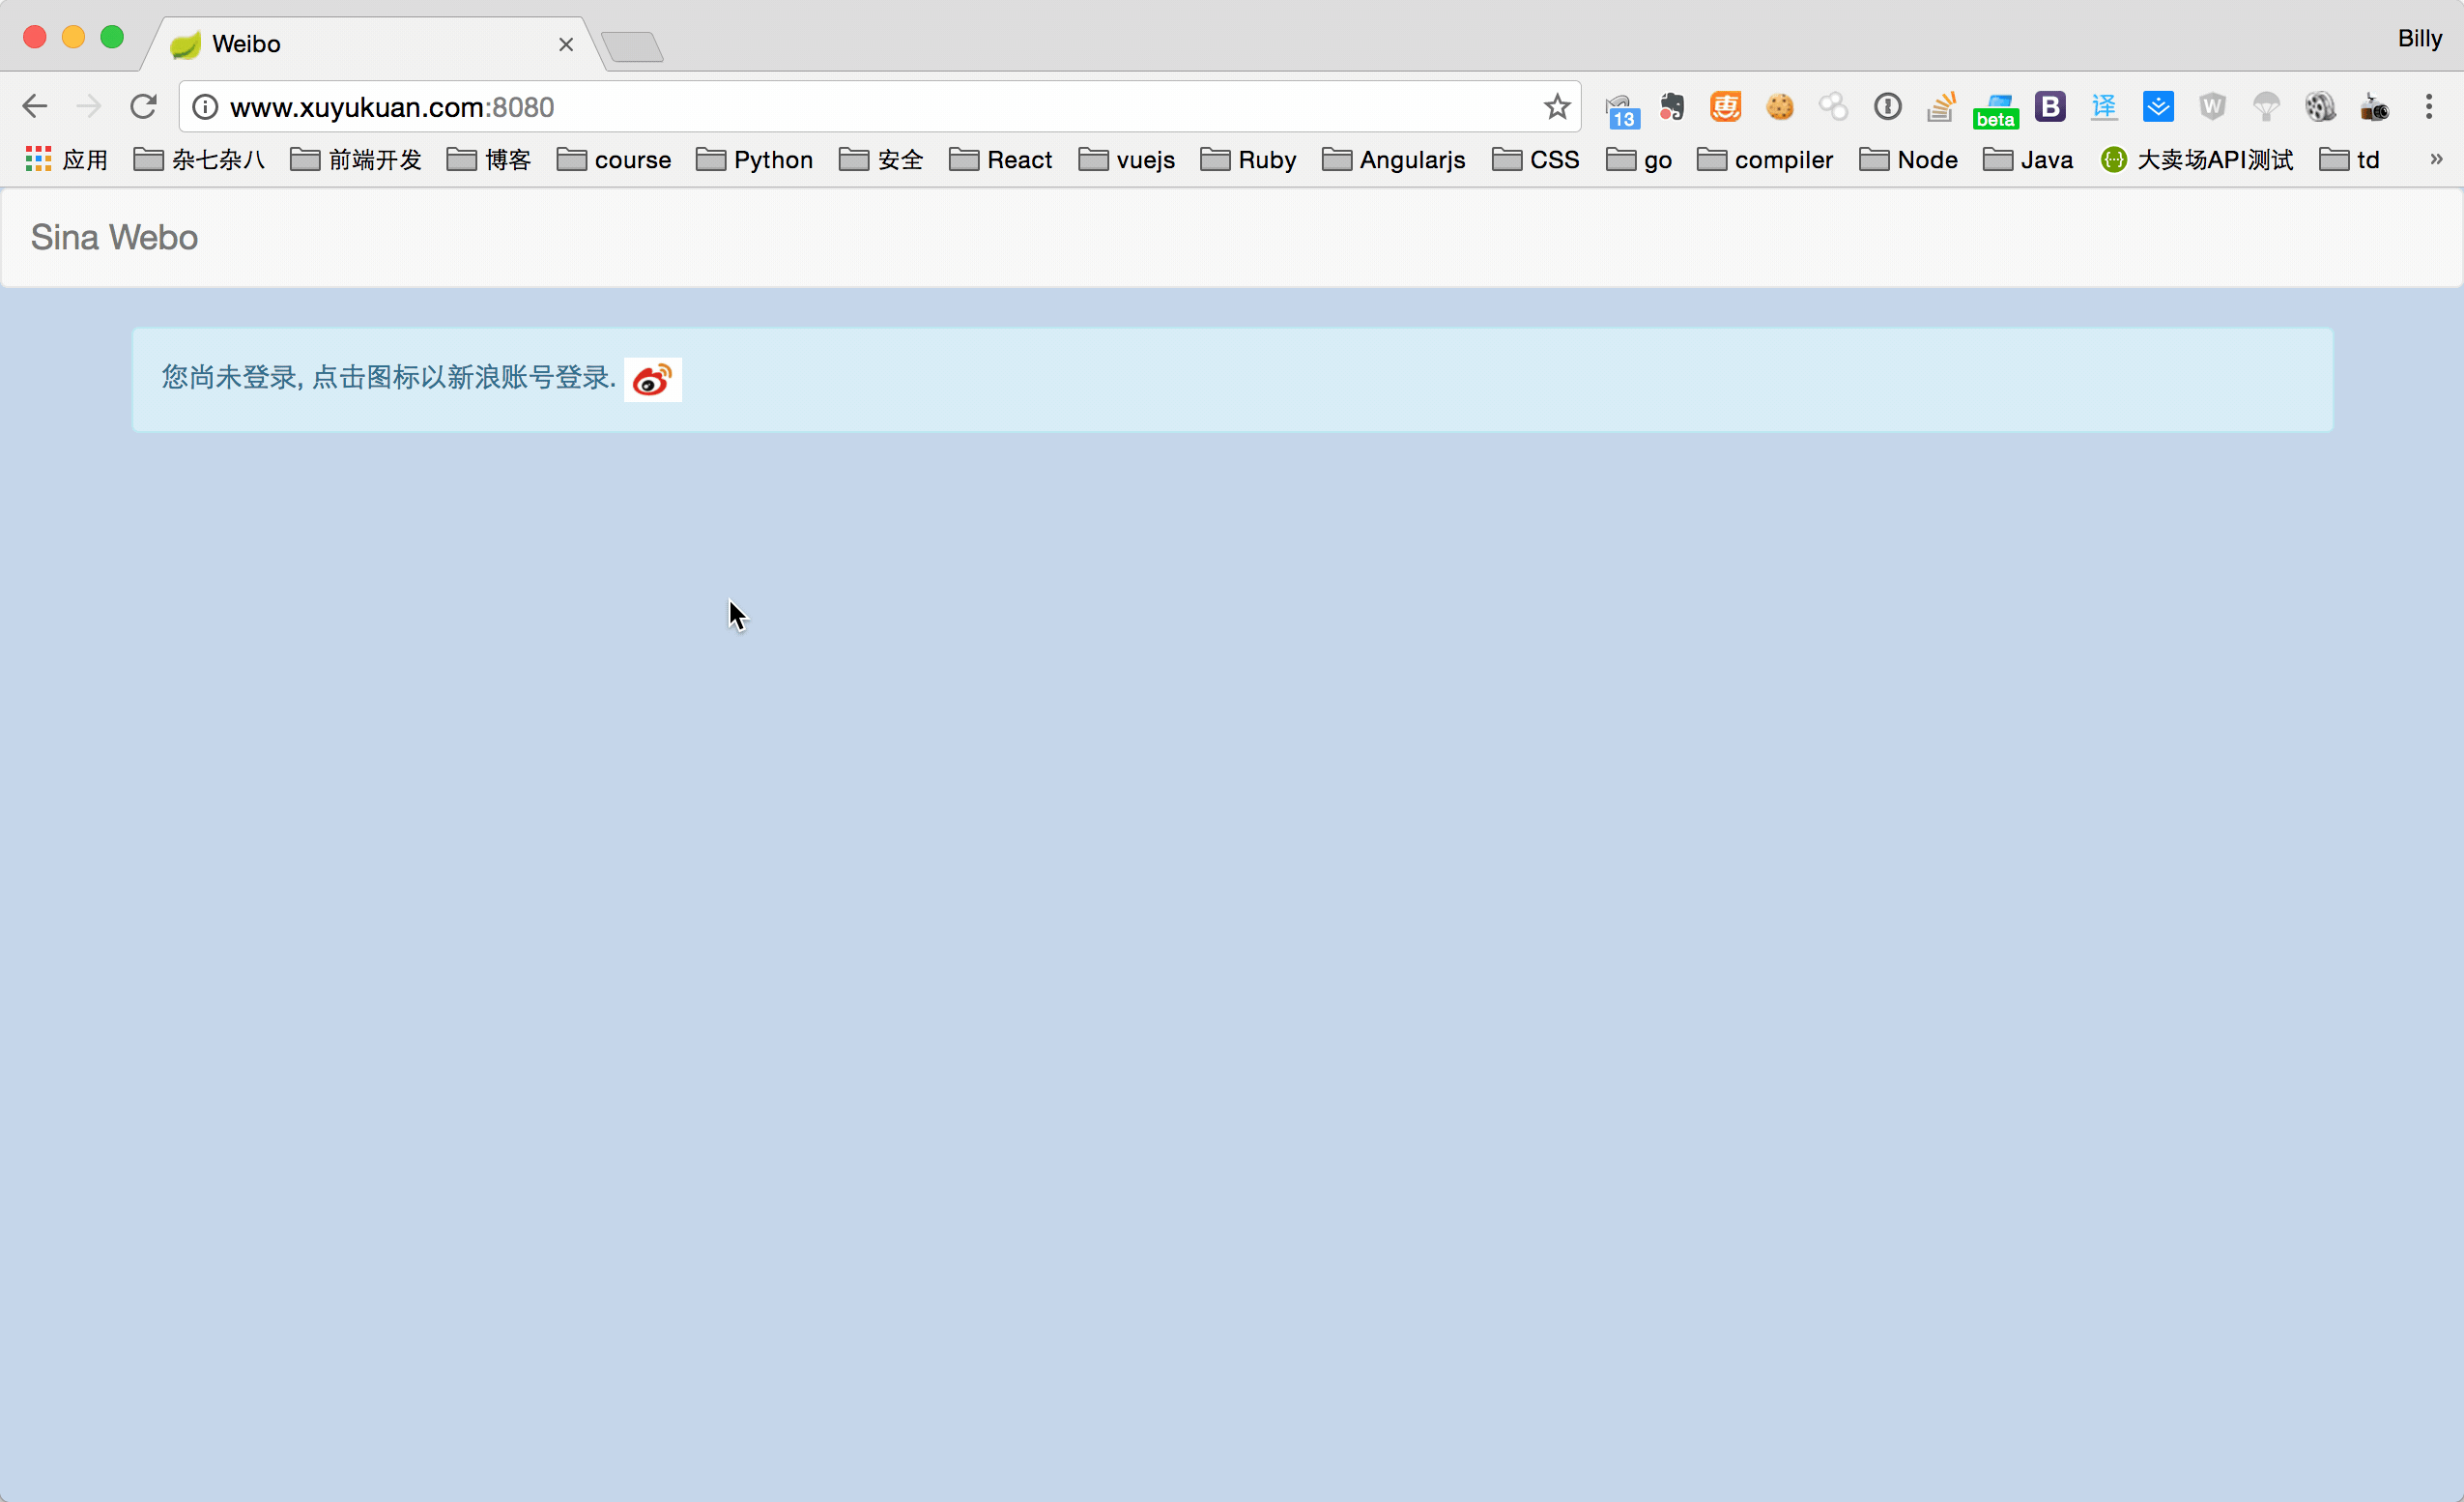 Weibo
Billy
www.xuyukuan.com:8080
13 惠 beta B 译 W
应用 杂七杂八 前端开发 博客 course Python 安全 React vuejs Ruby Angularjs CSS go compiler Node Java 大卖场API测试 td »
Sina Webo
您尚未登录, 点击图标以新浪账号登录.